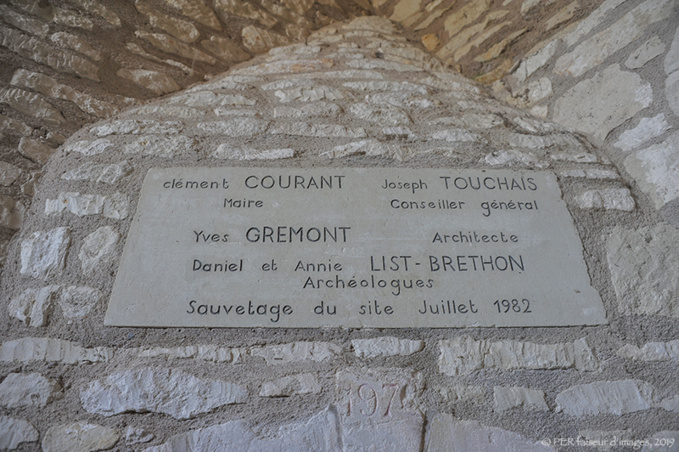 clément COURANT Joseph TOUCHAIS
Maire Conseiller général
Yves GREMONT Architecte
Daniel et Annie LIST-BRETHON
Archéologues
Sauvetage du site Juillet 1982
© PER faiseur d'images, 2019